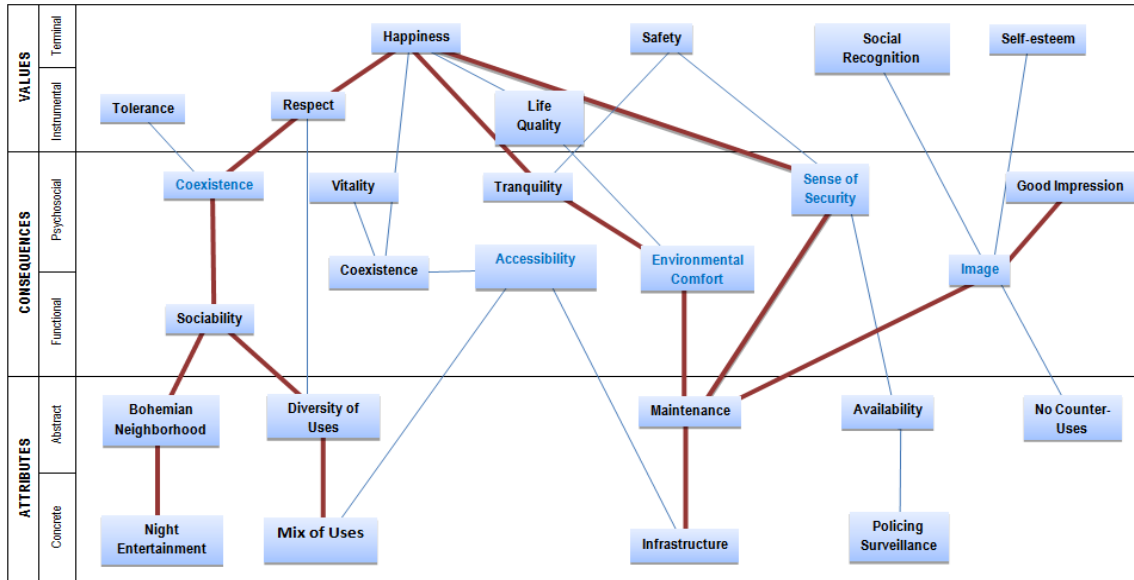 VALUES
Terminal
Happiness
Safety
Social
Recognition
Self-esteem
Instrumental
Tolerance
Respect
Life
Quality
CONSEQUENCES
Psychosocial
Coexistence
Vitality
Tranquility
Sense of
Security
Good Impression
Coexistence
Accessibility
Environmental
Comfort
Image
Functional
Sociability
ATTRIBUTES
Abstract
Bohemian
Neighborhood
Diversity of
Uses
Maintenance
Availability
No Counter-
Uses
Concrete
Night
Entertainment
Mix of Uses
Infrastructure
Policing
Surveillance